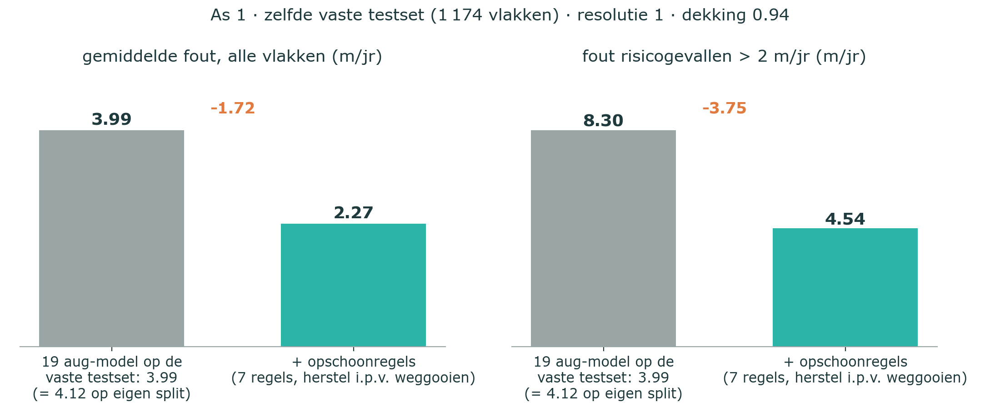 As 1 · zelfde vaste testset (1 174 vlakken) · resolutie 1 · dekking 0.94
gemiddelde fout, alle vlakken (m/jr)
–1.72
3.99
2.27
19 aug-model op de
vaste testset: 3.99
(= 4.12 op eigen split)
+ opschoonregels
(7 regels, herstel i.p.v. weggooien)
fout risicogevallen > 2 m/jr (m/jr)
–3.75
8.30
4.54
19 aug-model op de
vaste testset: 3.99
(= 4.12 op eigen split)
+ opschoonregels
(7 regels, herstel i.p.v. weggooien)